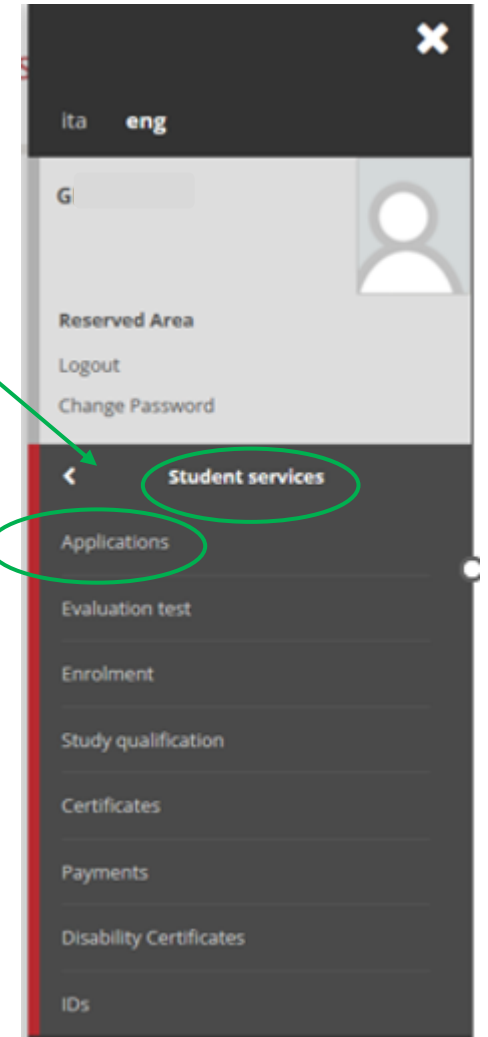 S
ita eng
G
Reserved Area
Logout
Change Password
Student services
Applications
Evaluation test
Enrolment
Study qualification
Certificates
Payments
Disability Certificates
IDs